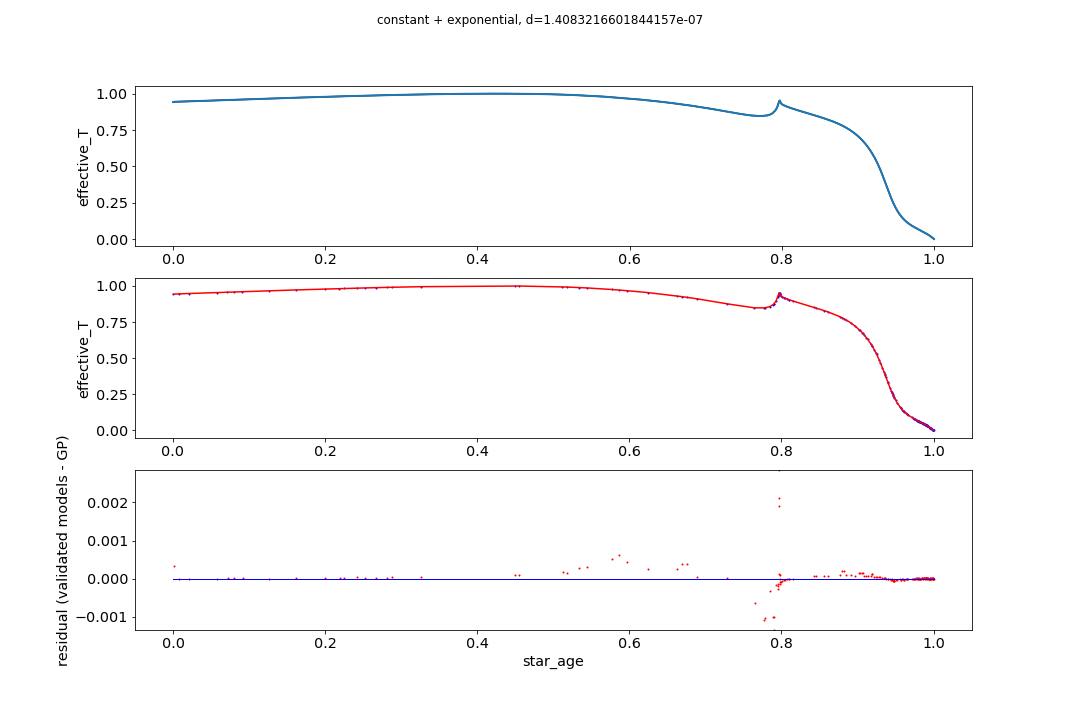 constant + exponential, d=1.4083216601844157e-07
effective_T
1.00
0.75
0.50
0.25
0.00
0.0 0.2 0.4 0.6 0.8 1.0
effective_T
1.00
0.75
0.50
0.25
0.00
0.0 0.2 0.4 0.6 0.8 1.0
residual (validated models - GP)
0.002
0.001
0.000
−0.001
0.0 0.2 0.4 0.6 0.8 1.0
star_age